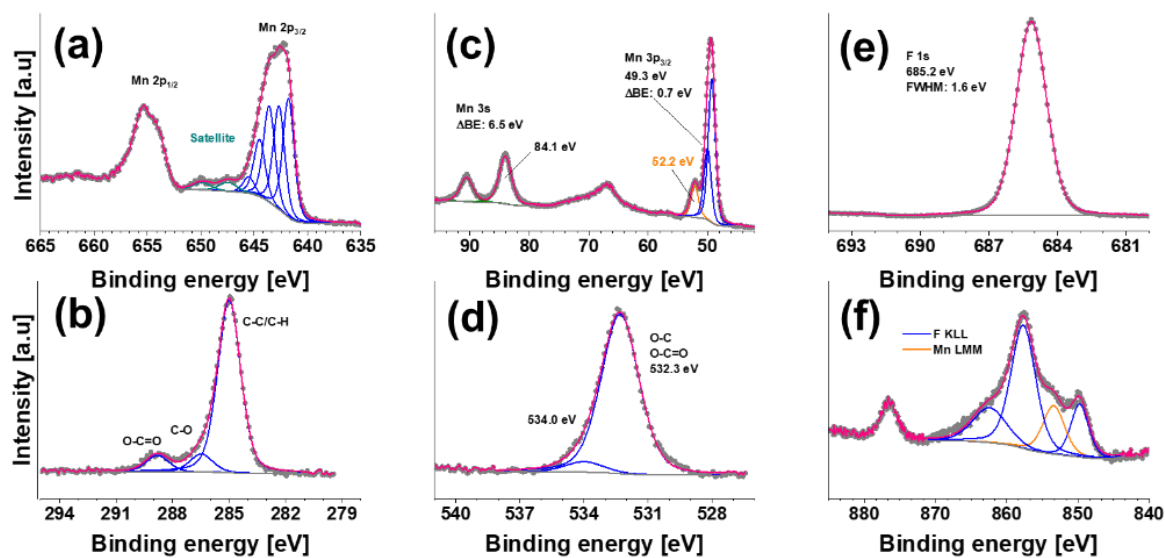 (a)
Mn 2p3/2
Mn 2p1/2
Satellite
Intensity [a.u]
665 660 655 650 645 640 635
Binding energy [eV]
(c)
Mn 3p3/2
49.3 eV
ΔBE: 0.7 eV
Mn 3s
ΔBE: 6.5 eV
84.1 eV
52.2 eV
90 80 70 60 50
Binding energy [eV]
(e)
F 1s
685.2 eV
FWHM: 1.6 eV
693 690 687 684 681
Binding energy [eV]
(b)
C-C/C-H
C-O
O-C=O
Intensity [a.u]
294 291 288 285 282 279
Binding energy [eV]
(d)
O-C
O-C=O
532.3 eV
534.0 eV
540 537 534 531 528
Binding energy [eV]
(f)
F KLL
Mn LMM
880 870 860 850 840
Binding energy [eV]